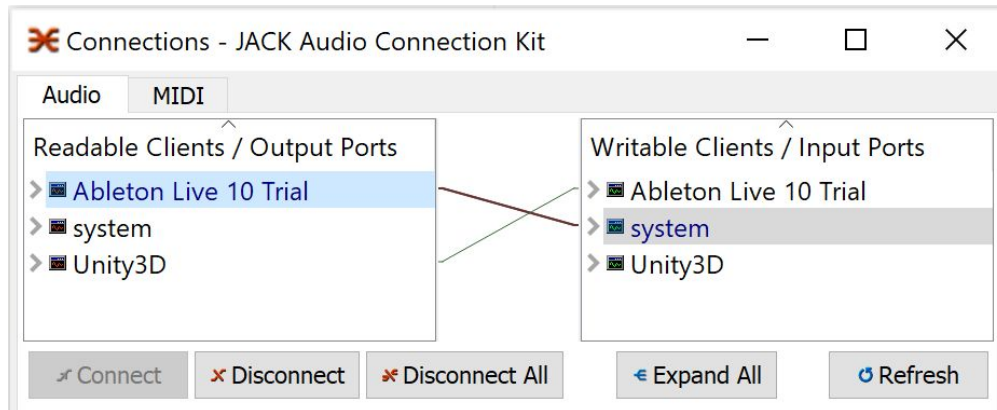 Connections - JACK Audio Connection Kit
Audio MIDI
Readable Clients / Output Ports
Ableton Live 10 Trial
system
Unity3D
Writable Clients / Input Ports
Ableton Live 10 Trial
system
Unity3D
Connect Disconnect Disconnect All Expand All Refresh